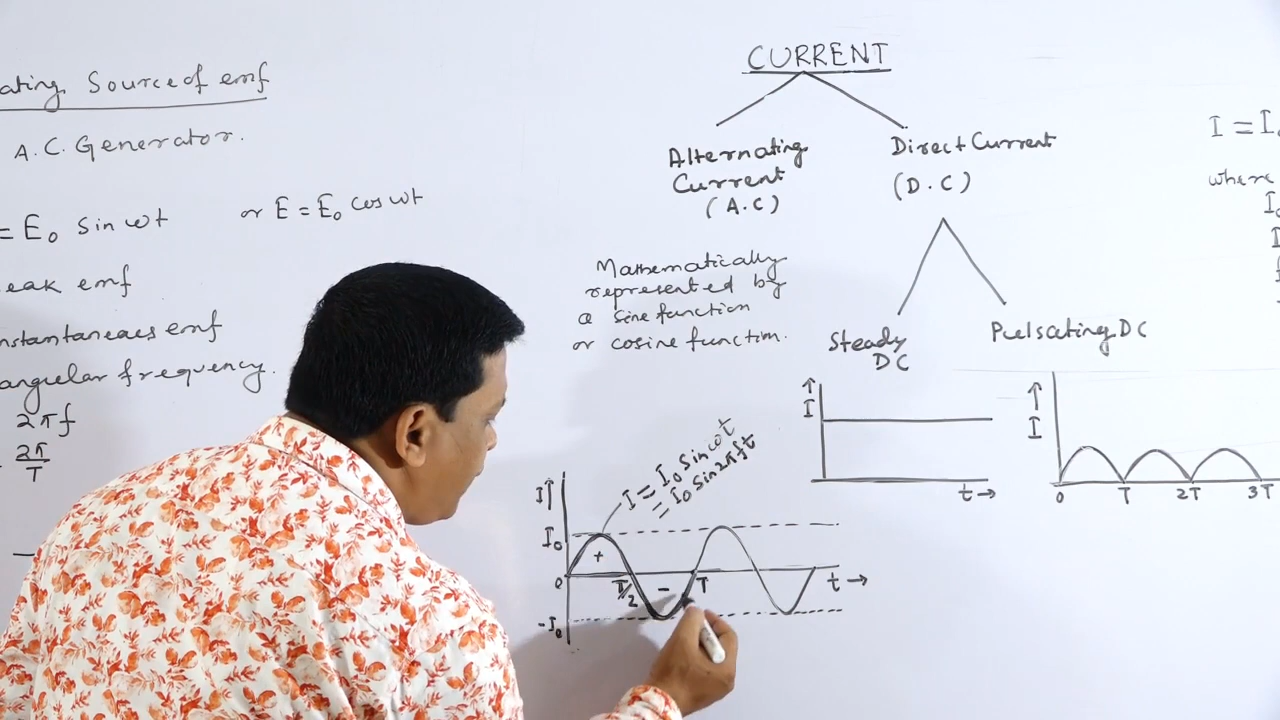 ating Source of emf
A.C. Generator.
= E₀ Sin ωt or E = E₀ Cos ωt
eak emf
nstantaneous emf
angular frequency.
2πf
2π
T
CURRENT
Alternating
Current
(A.C)
Direct Current
(D.C)
Mathematically
represented by
a Sine function
or cosine function.
Steady
DC
Pulsating DC
I
t→
I
0 T 2T 3T
I = I₀ sin ωt
= I₀ sin 2πft
I
I₀
+
0
T/2
-
T
t→
-I₀
I = I
where
I₀